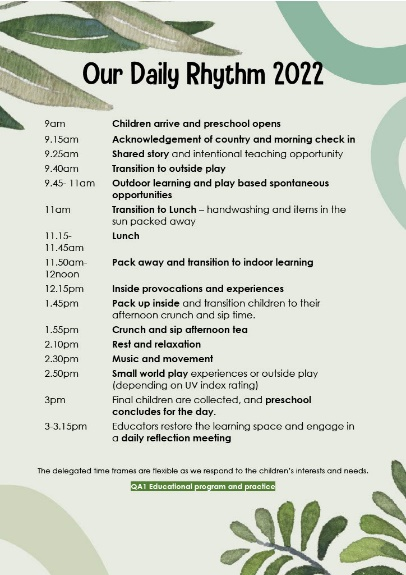 Our Daily Rhythm 2022
9am Children arrive and preschool opens
9.15am Acknowledgement of country and morning check in
9.25am Shared story and intentional teaching opportunity
9.40am Transition to outside play
9.45- 11am Outdoor learning and play based spontaneous
opportunities
11am Transition to Lunch – handwashing and items in the
sun packed away
11.15- Lunch
11.45am
11.50am- Pack away and transition to indoor learning
12noon
12.15pm Inside provocations and experiences
1.45pm Pack up inside and transition children to their
afternoon crunch and sip time.
1.55pm Crunch and sip afternoon tea
2.10pm Rest and relaxation
2.30pm Music and movement
2.50pm Small world play experiences or outside play
(depending on UV index rating)
3pm Final children are collected, and preschool
concludes for the day.
3-3.15pm Educators restore the learning space and engage in
a daily reflection meeting
The delegated time frames are flexible as we respond to the children's interests and needs.
QA1 Educational program and practice